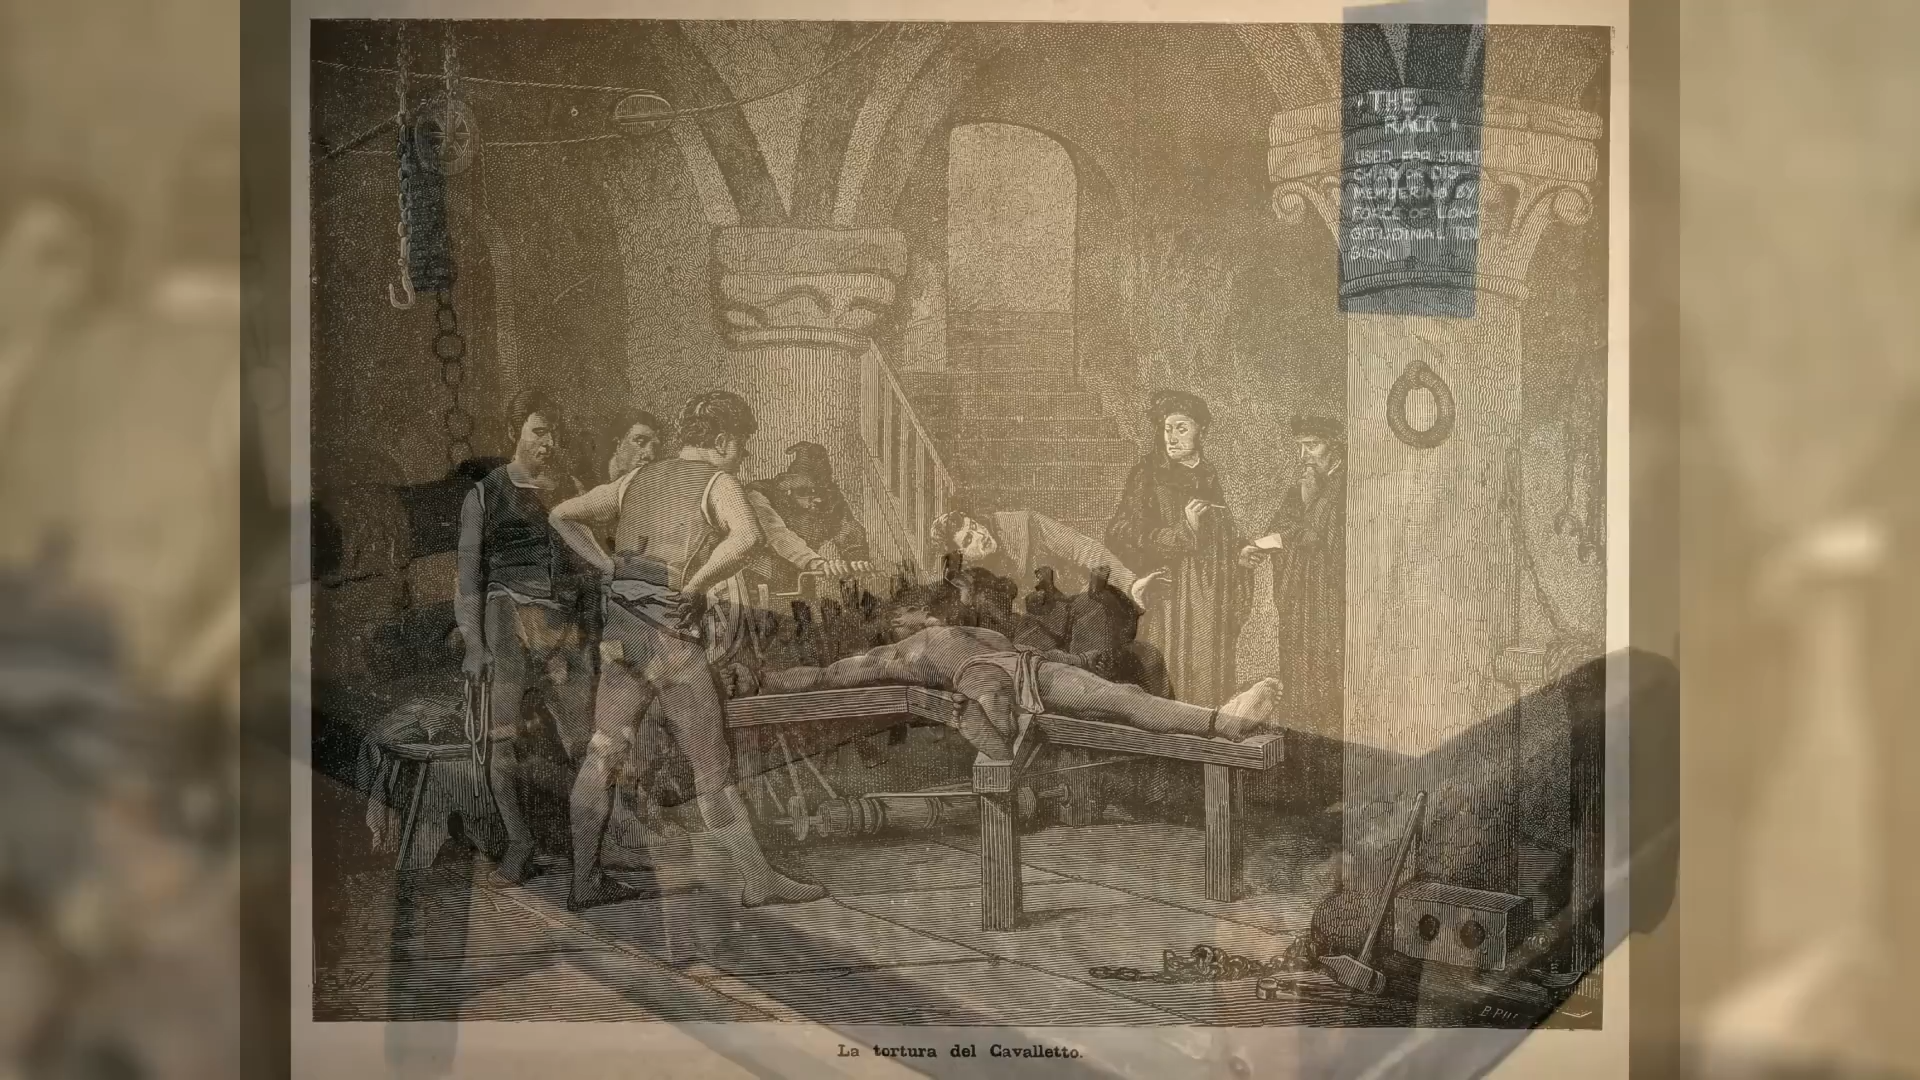 THE
RACK
USED FOR STRET
CHING OR DIS
MEMBERING BY
FORCE OF LON-
GITUDINAL TEN
SION.
La tortura del Cavalletto.